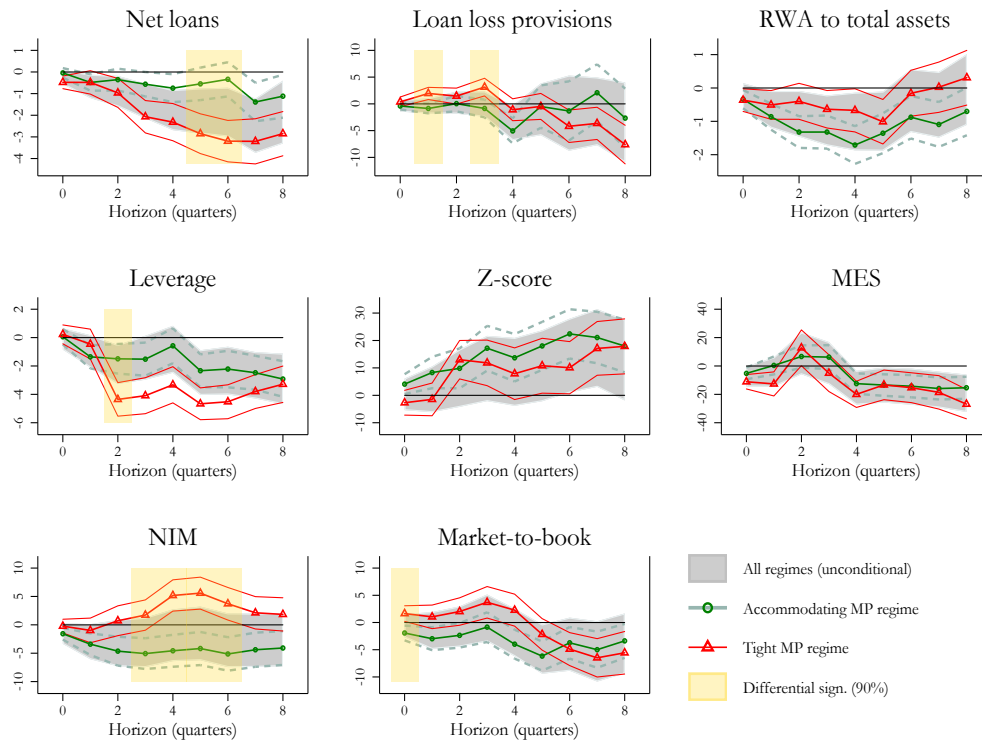 Net loans
1
0
-1
-2
-3
-4
0 2 4 6 8
Horizon (quarters)
Loan loss provisions
10
5
0
-5
-10
0 2 4 6 8
Horizon (quarters)
RWA to total assets
1
0
-1
-2
0 2 4 6 8
Horizon (quarters)
Leverage
2
0
-2
-4
-6
0 2 4 6 8
Horizon (quarters)
Z-score
30
20
10
0
-10
0 2 4 6 8
Horizon (quarters)
MES
40
20
0
-20
-40
0 2 4 6 8
Horizon (quarters)
NIM
10
5
0
-5
-10
0 2 4 6 8
Horizon (quarters)
Market-to-book
10
5
0
-5
-10
0 2 4 6 8
Horizon (quarters)
All regimes (unconditional)
Accommodating MP regime
Tight MP regime
Differential sign. (90%)